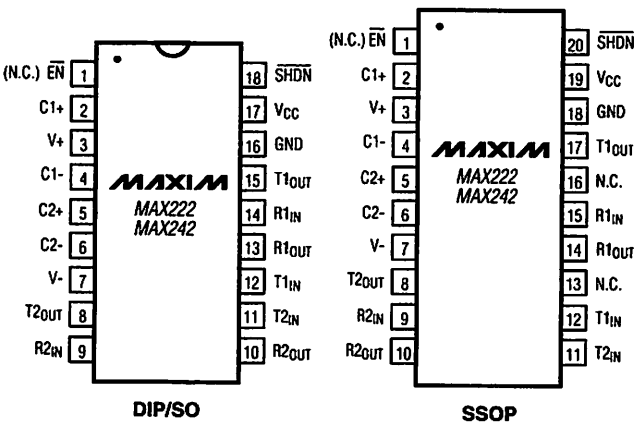 (N.C.) EN 1
C1+ 2
V+ 3
C1- 4
C2+ 5
C2- 6
V- 7
T2OUT 8
R2IN 9
18 SHDN
17 VCC
16 GND
15 T1OUT
14 R1IN
13 R1OUT
12 T1IN
11 T2IN
10 R2OUT
MAXIM
MAX222
MAX242
DIP/SO
(N.C.) EN 1
C1+ 2
V+ 3
C1- 4
C2+ 5
C2- 6
V- 7
T2OUT 8
R2IN 9
R2OUT 10
20 SHDN
19 VCC
18 GND
17 T1OUT
16 N.C.
15 R1IN
14 R1OUT
13 N.C.
12 T1IN
11 T2IN
MAXIM
MAX222
MAX242
SSOP